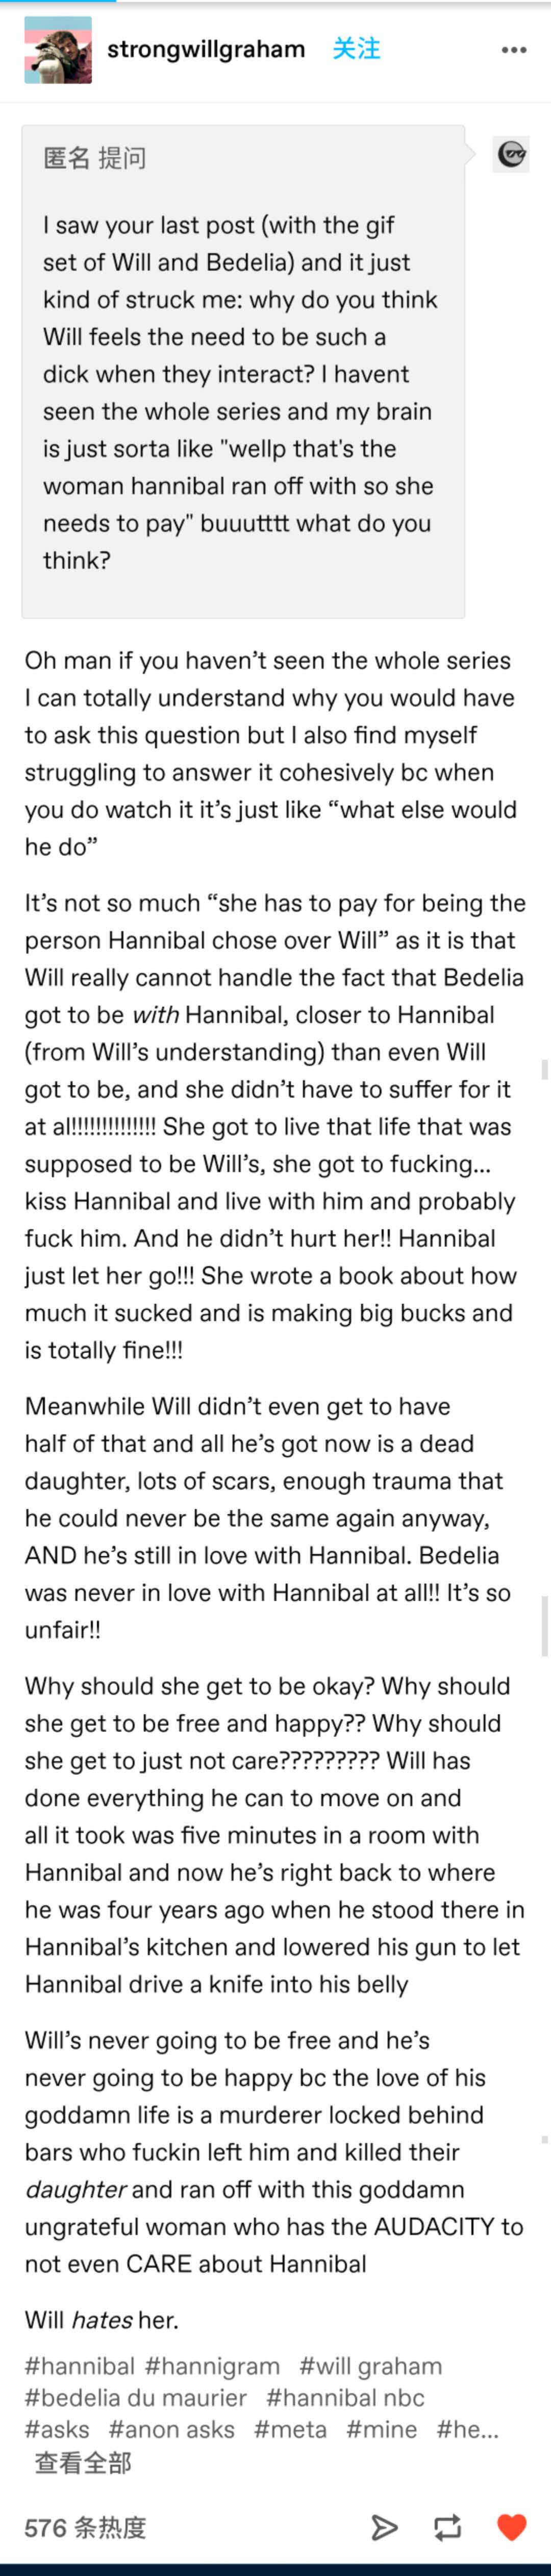 strongwillgraham 关注
匿名 提问
I saw your last post (with the gif
set of Will and Bedelia) and it just
kind of struck me: why do you think
Will feels the need to be such a
dick when they interact? I havent
seen the whole series and my brain
is just sorta like "wellp that's the
woman hannibal ran off with so she
needs to pay" buuutttt what do you
think?
Oh man if you haven’t seen the whole series
I can totally understand why you would have
to ask this question but I also find myself
struggling to answer it cohesively bc when
you do watch it it’s just like “what else would
he do”
It’s not so much “she has to pay for being the
person Hannibal chose over Will” as it is that
Will really cannot handle the fact that Bedelia
got to be with Hannibal, closer to Hannibal
(from Will’s understanding) than even Will
got to be, and she didn’t have to suffer for it
at al!!!!!!!!!!!!!! She got to live that life that was
supposed to be Will’s, she got to fucking...
kiss Hannibal and live with him and probably
fuck him. And he didn’t hurt her!! Hannibal
just let her go!!! She wrote a book about how
much it sucked and is making big bucks and
is totally fine!!!
Meanwhile Will didn’t even get to have
half of that and all he’s got now is a dead
daughter, lots of scars, enough trauma that
he could never be the same again anyway,
AND he’s still in love with Hannibal. Bedelia
was never in love with Hannibal at all!! It’s so
unfair!!
Why should she get to be okay? Why should
she get to be free and happy?? Why should
she get to just not care????????? Will has
done everything he can to move on and
all it took was five minutes in a room with
Hannibal and now he’s right back to where
he was four years ago when he stood there in
Hannibal’s kitchen and lowered his gun to let
Hannibal drive a knife into his belly
Will’s never going to be free and he’s
never going to be happy bc the love of his
goddamn life is a murderer locked behind
bars who fuckin left him and killed their
daughter and ran off with this goddamn
ungrateful woman who has the AUDACITY to
not even CARE about Hannibal
Will hates her.
#hannibal #hannigram #will graham
#bedelia du maurier #hannibal nbc
#asks #anon asks #meta #mine #he...
查看全部
576 条热度